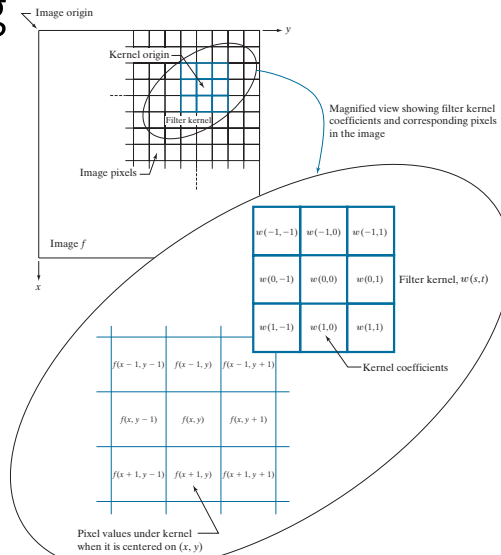 g
Image origin
y
Kernel origin
Magnified view showing filter kernel
coefficients and corresponding pixels
in the image
Filter kernel
Image pixels
Image f
x
w(−1,−1) w(−1,0) w(−1,1)
w(0,−1) w(0,0) w(0,1)
Filter kernel, w(s,t)
w(1,−1) w(1,0) w(1,1)
Kernel coefficients
f(x − 1, y − 1) f(x − 1, y) f(x − 1, y + 1)
f(x, y − 1) f(x, y) f(x, y + 1)
f(x + 1, y − 1) f(x + 1, y) f(x + 1, y + 1)
Pixel values under kernel
when it is centered on (x, y)